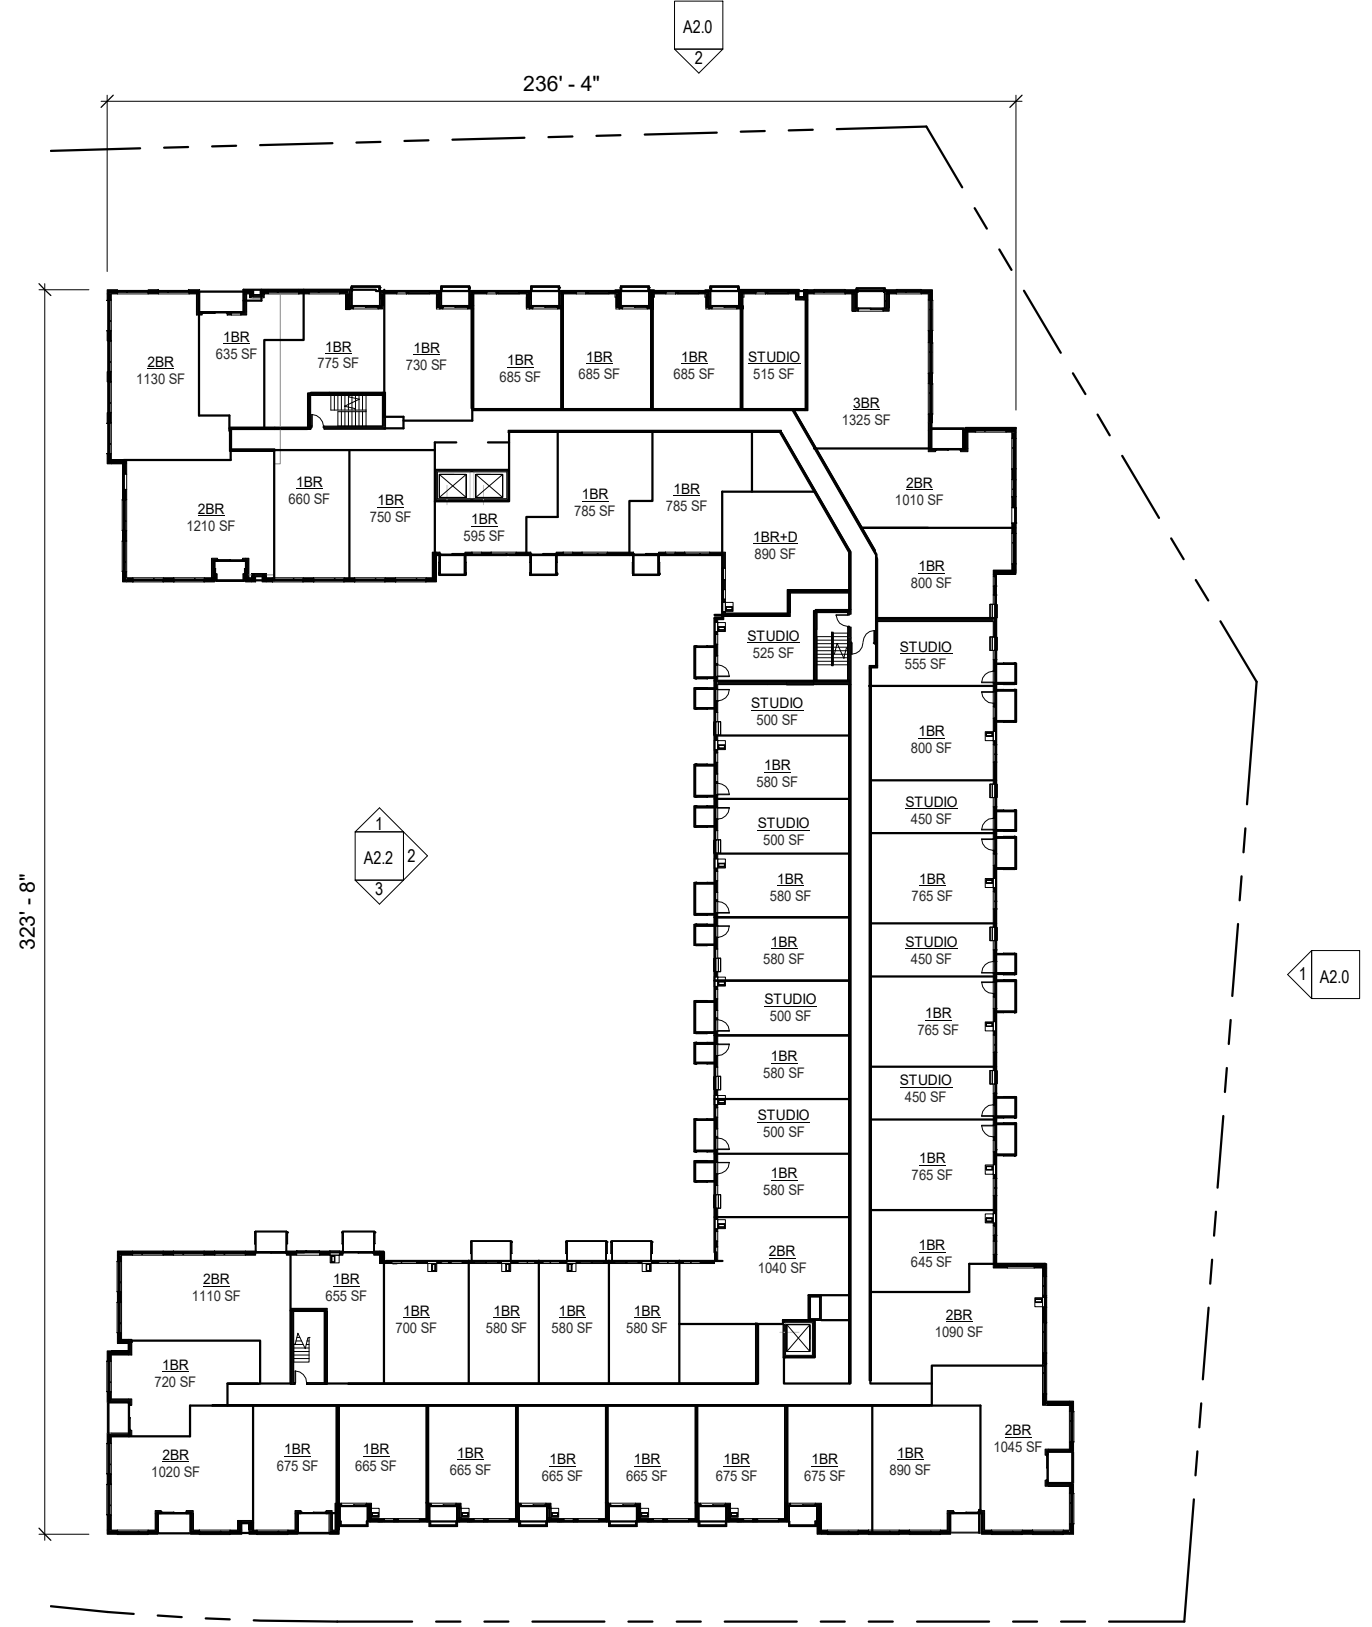 A2.0
2
236' - 4"
323' - 8"
1BR
635 SF
1BR
775 SF
1BR
730 SF
2BR
1130 SF
1BR
685 SF
1BR
685 SF
1BR
685 SF
STUDIO
515 SF
3BR
1325 SF
2BR
1210 SF
1BR
660 SF
1BR
750 SF
1BR
595 SF
1BR
785 SF
1BR
785 SF
2BR
1010 SF
1BR+D
890 SF
1BR
800 SF
STUDIO
525 SF
STUDIO
555 SF
STUDIO
500 SF
1BR
800 SF
1BR
580 SF
STUDIO
450 SF
STUDIO
500 SF
1
A2.2
2
3
1BR
580 SF
1BR
765 SF
1BR
580 SF
STUDIO
450 SF
1
A2.0
STUDIO
500 SF
1BR
765 SF
1BR
580 SF
STUDIO
450 SF
STUDIO
500 SF
1BR
765 SF
1BR
580 SF
2BR
1040 SF
1BR
645 SF
2BR
1110 SF
1BR
655 SF
1BR
700 SF
1BR
580 SF
1BR
580 SF
1BR
580 SF
2BR
1090 SF
1BR
720 SF
2BR
1020 SF
1BR
675 SF
1BR
665 SF
1BR
665 SF
1BR
665 SF
1BR
665 SF
1BR
675 SF
1BR
675 SF
1BR
890 SF
2BR
1045 SF